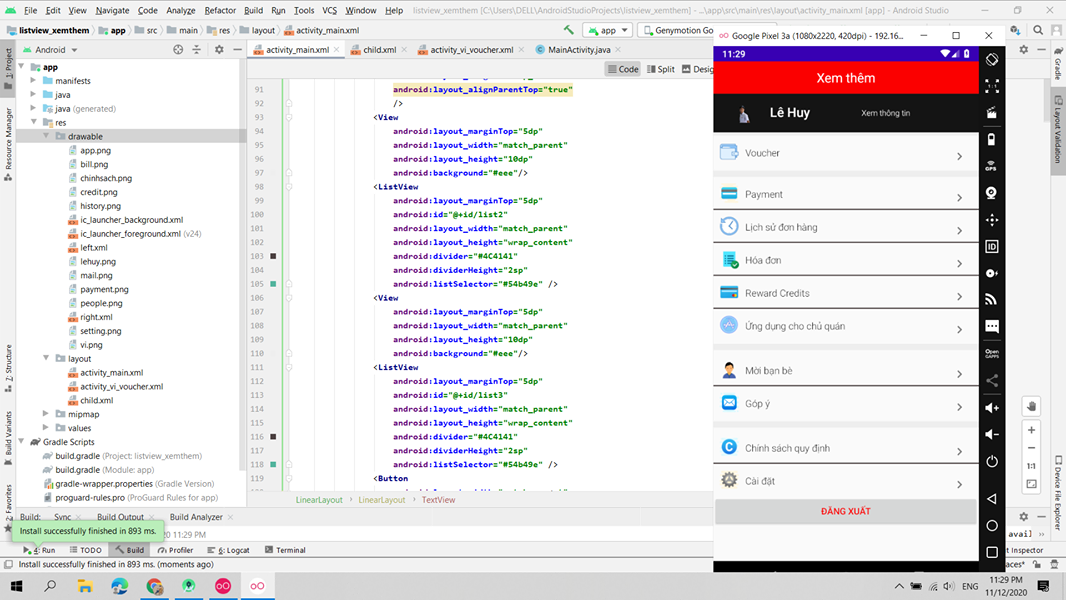 File Edit View Navigate Code Analyze Refactor Build Run Tools VCS Window Help listview_xemthem [C:\Users\DELL\AndroidStudioProjects\listview_xemthem] - ...\app\src\main\res\layout\activity_main.xml [app] - Android Studio
listview_xemthem app src main res layout activity_main.xml app Genymotion Goo
Android
activity_main.xml child.xml activity_vi_voucher.xml MainActivity.java
Code Split Desig
1: Project
Resource Manager
Z: Structure
Build Variants
Favorites
app
manifests
java
java (generated)
res
drawable
app.png
bill.png
chinhsach.png
credit.png
history.png
ic_launcher_background.xml
ic_launcher_foreground.xml (v24)
left.xml
lehuy.png
mail.png
payment.png
people.png
right.xml
setting.png
vi.png
layout
activity_main.xml
activity_vi_voucher.xml
child.xml
mipmap
values
Gradle Scripts
build.gradle (Project: listview_xemthem)
build.gradle (Module: app)
gradle-wrapper.properties (Gradle Version)
proguard-rules.pro (ProGuard Rules for app)
91 android:layout_alignParentTop="true"
92 />
93 <View
94 android:layout_marginTop="5dp"
95 android:layout_width="match_parent"
96 android:layout_height="10dp"
97 android:background="#eee"/>
98 <ListView
99 android:layout_marginTop="5dp"
100 android:id="@+id/list2"
101 android:layout_width="match_parent"
102 android:layout_height="wrap_content"
103 android:divider="#4C4141"
104 android:dividerHeight="2sp"
105 android:listSelector="#54b49e" />
106 <View
107 android:layout_marginTop="5dp"
108 android:layout_width="match_parent"
109 android:layout_height="10dp"
110 android:background="#eee"/>
111 <ListView
112 android:layout_marginTop="5dp"
113 android:id="@+id/list3"
114 android:layout_width="match_parent"
115 android:layout_height="wrap_content"
116 android:divider="#4C4141"
117 android:dividerHeight="2sp"
118 android:listSelector="#54b49e" />
119 <Button
LinearLayout LinearLayout TextView
Google Pixel 3a (1080x2220, 420dpi) - 192.16...
11:29
Xem thêm
Lê Huy Xem thông tin
Voucher
Payment
Lịch sử đơn hàng
Hóa đơn
Reward Credits
Ứng dụng cho chủ quán
Mời bạn bè
Góp ý
Chính sách quy định
Cài đặt
ĐĂNG XUẤT
GPS
ID
Open
GAPPS
Gradle
Layout Validation
1:1
Device File Explorer
Build: Sync Build Output Build Analyzer
20 11:29 PM
Install successfully finished in 893 ms.
4: Run TODO Build Profiler 6: Logcat Terminal
Install successfully finished in 893 ms. (moments ago)
ENG
11:29 PM
11/12/2020